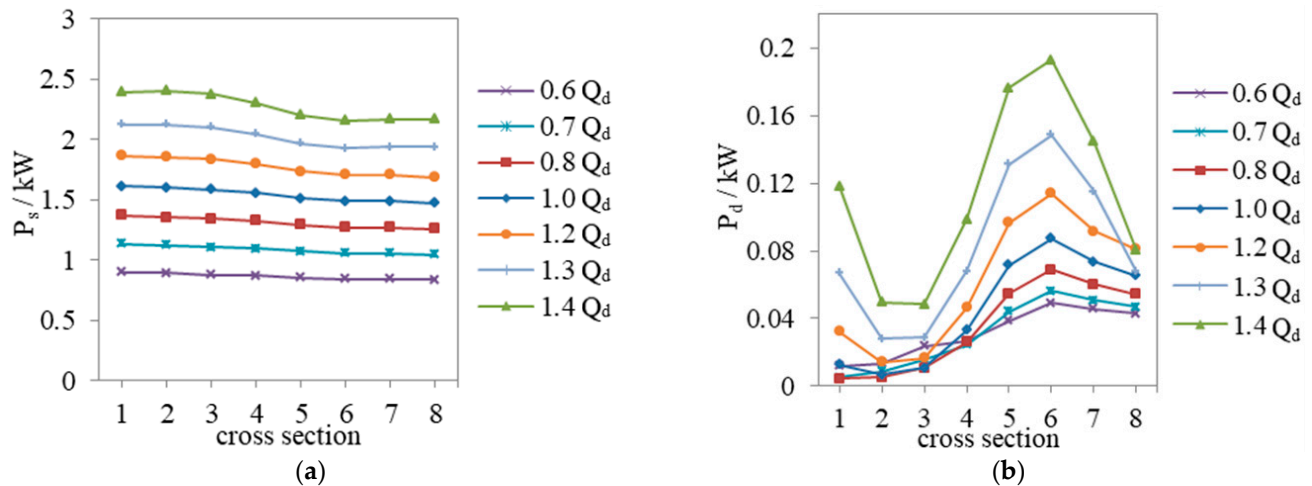 3
2.5
2
1.5
1
0.5
0
P_s / kW
1 2 3 4 5 6 7 8
cross section
0.6 Q_d
0.7 Q_d
0.8 Q_d
1.0 Q_d
1.2 Q_d
1.3 Q_d
1.4 Q_d
(a)
0.2
0.16
0.12
0.08
0.04
0
P_d / kW
1 2 3 4 5 6 7 8
cross section
0.6 Q_d
0.7 Q_d
0.8 Q_d
1.0 Q_d
1.2 Q_d
1.3 Q_d
1.4 Q_d
(b)